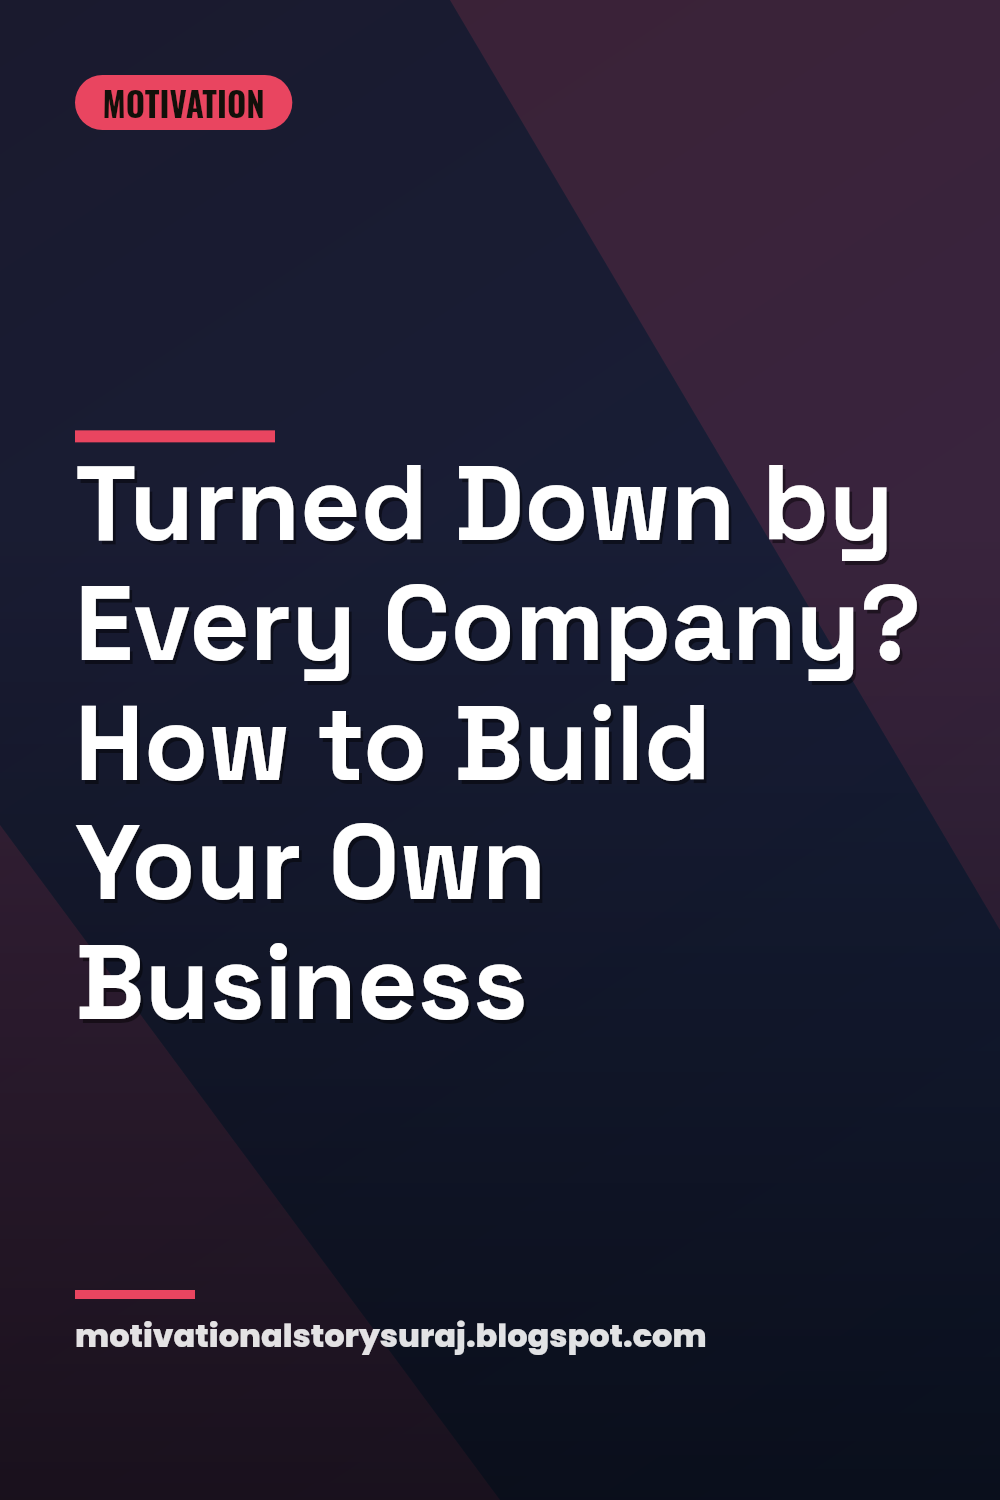 MOTIVATION
Turned Down by
Every Company?
How to Build
Your Own
Business
motivationalstorysuraj.blogspot.com